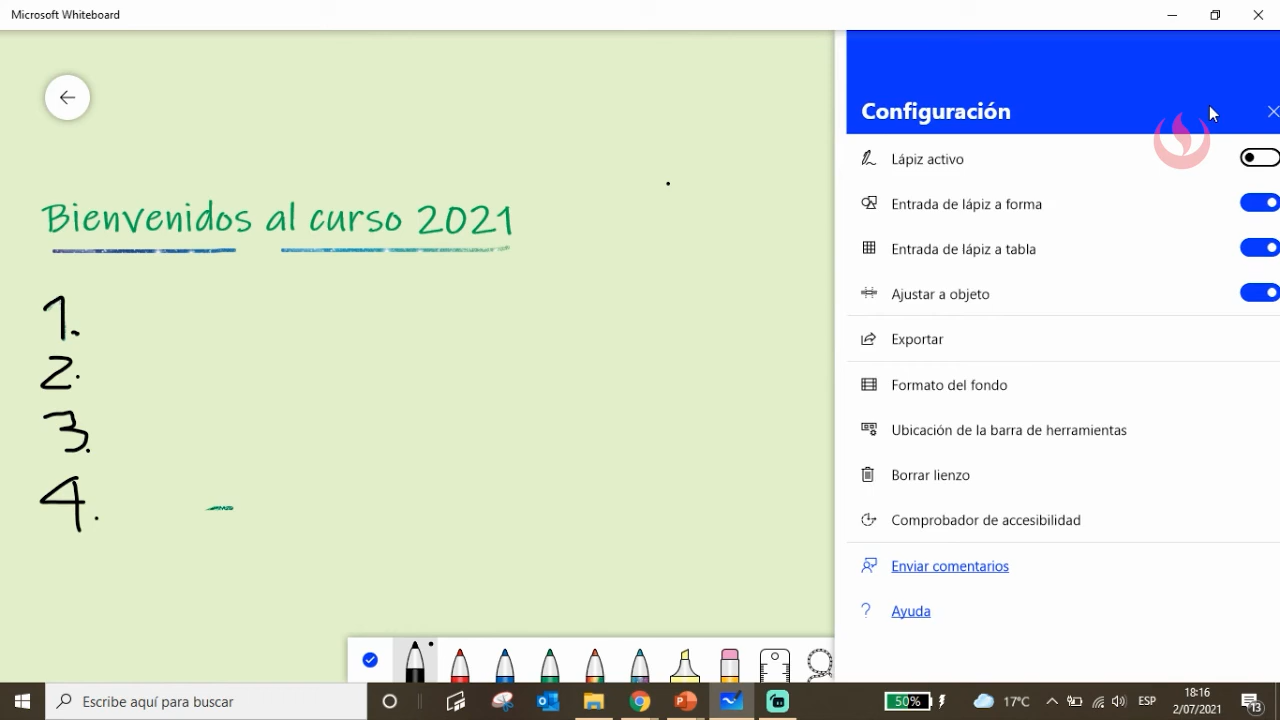 Microsoft Whiteboard
Configuración
Lápiz activo
Entrada de lápiz a forma
Entrada de lápiz a tabla
Ajustar a objeto
Exportar
Formato del fondo
Ubicación de la barra de herramientas
Borrar lienzo
Comprobador de accesibilidad
Enviar comentarios
Ayuda
Bienvenidos al curso 2021
1.
2.
3.
4.
Escribe aquí para buscar
50%
17°C
ESP
18:16
2/07/2021
13